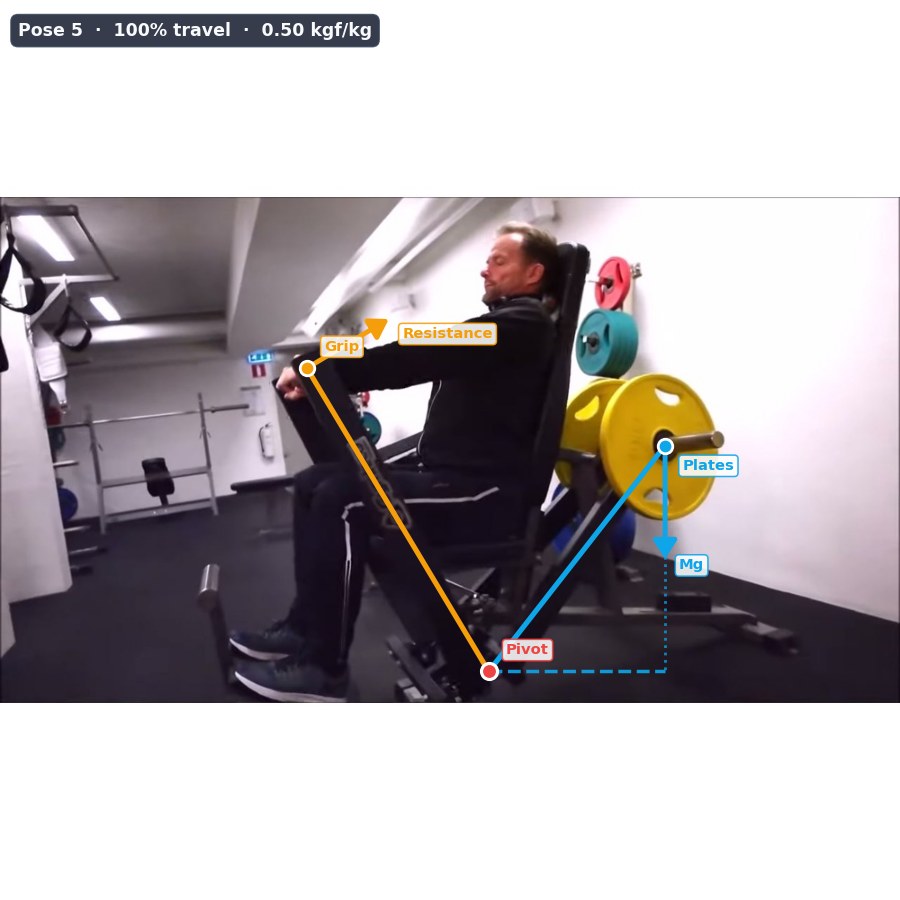 Pose 5 · 100% travel · 0.50 kgf/kg
Resistance
Grip
Plates
Mg
Pivot